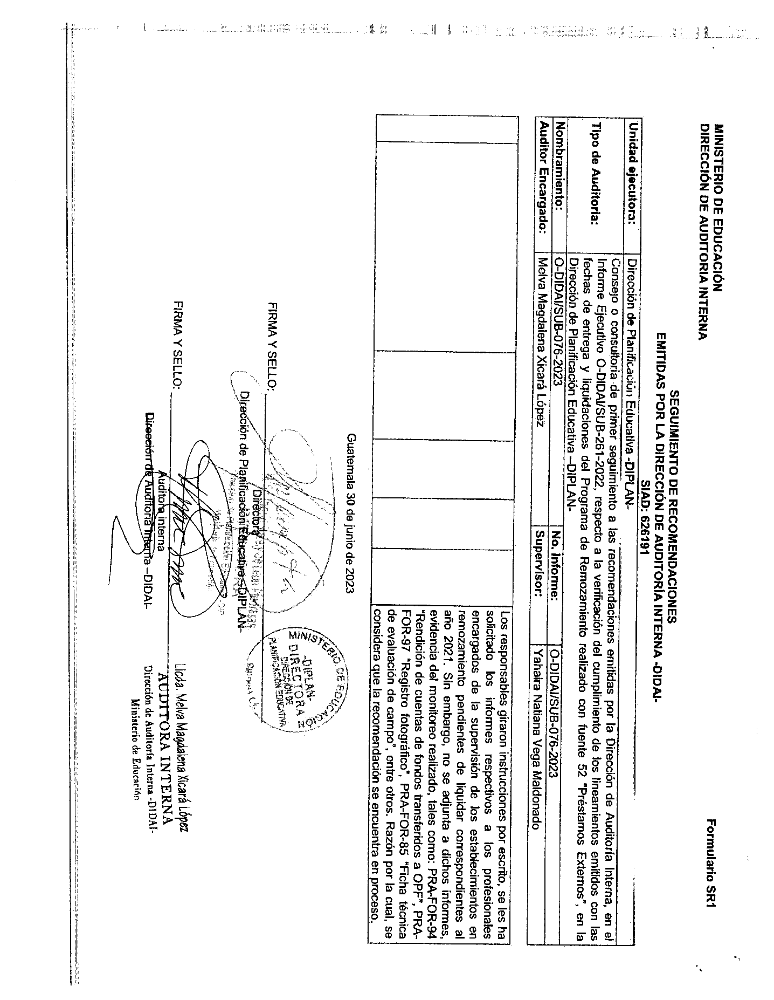 MINISTERIO DE EDUCACIÓN
DIRECCIÓN DE AUDITORIA INTERNA
Formulario SR1
SEGUIMIENTO DE RECOMENDACIONES
EMITIDAS POR LA DIRECCIÓN DE AUDITORÍA INTERNA -DIDAI-
SIAD: 626191
Unidad ejecutora: Dirección de Planificación Educativa -DIPLAN-
Tipo de Auditoria:
Consejo o consultoria de primer seguimiento a las recomendaciones emitidas por la Dirección de Auditoría Interna, en el
Informe Ejecutivo O-DIDAI/SUB-261-2022, respecto a la verificación del cumplimiento de los lineamientos emitidos con las
fechas de entrega y liquidaciones del Programa de Remozamiento realizado con fuente 52 "Préstamos Externos", en la
Dirección de Planificación Educativa –DIPLAN-
Nombramiento: O-DIDAI/SUB-076-2023 No. Informe: O-DIDAI/SUB-076-2023
Auditor Encargado: Melva Magdalena Xicará López Supervisor: Yahaira Natiana Vega Maldonado
Los responsables giraron instrucciones por escrito, se les ha
solicitado los informes respectivos a los profesionales
encargados de la supervisión de los establecimientos en
remozamiento pendientes de liquidar correspondientes al
año 2021. Sin embargo, no se adjunta a dichos informes,
evidencia del monitoreo realizado, tales como: PRA-FOR-94
"Rendición de cuentas de fondos transferidos a OPF", PRA-
FOR-97 "Registro fotográfico", PRA-FOR-85 "Ficha técnica
de evaluación de campo", entre otros. Razón por la cual, se
considera que la recomendación se encuentra en proceso.
Guatemala 30 de junio de 2023
FIRMA Y SELLO:
Directora
Dirección de Planificación Educativa –DIPLAN-
MINISTERIO DE EDUCACIÓN
-DIPLAN-
DIRECTORA
DIRECCIÓN DE
PLANIFICACIÓN EDUCATIVA
FIRMA Y SELLO:
Auditora interna
Dirección de Auditoría Interna –DIDAI-
Licda. Melva Magdalena Xicará López
AUDITORA INTERNA
Dirección de Auditoría Interna -DIDAI-
Ministerio de Educación